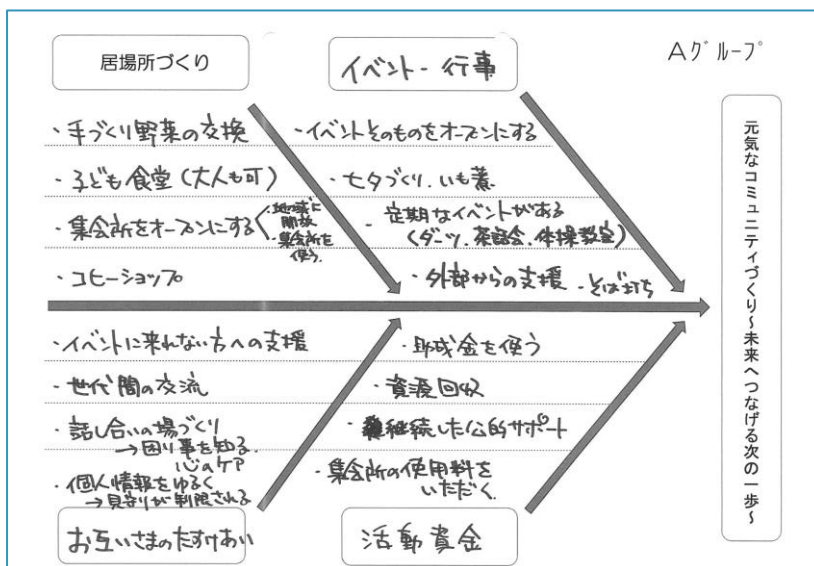 Aグループ
居場所づくり
・手づくり野菜の交換
・子ども食堂(大人も可)
・集会所をオープンにする
・地域に
開放
・集会所を
使う
・コヒーショップ
イベント-行事
・イベントそのものをオープンにする
・七夕づくり、いも煮
・定期なイベントがある
(ダーツ、茶話会、体操教室)
・外部からの支援 ・そば打ち
・イベントに来れない方への支援
・世代間の交流
・話し合いの場づくり
→困り事を知る
心のケア
・個人情報をゆるく
→見守りが制限される
お互いさまのたすけあい
・助成金を使う
・資源回収
・継続した公的サポート
・集会所の使用料を
いただく
活動資金
元気なコミュニティづくり~未来へつなげる次の一歩~